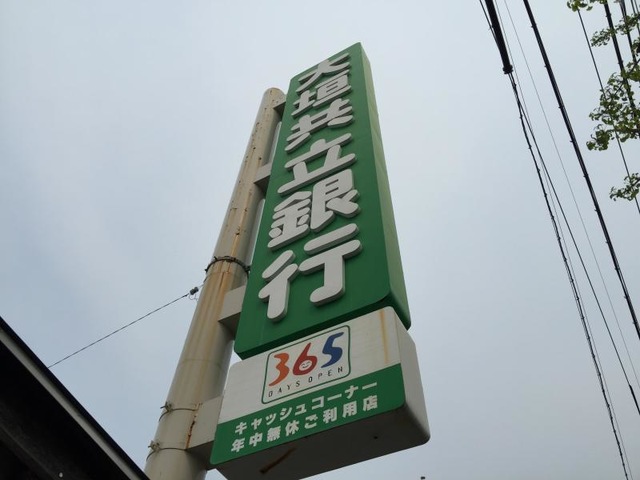 大垣共立銀行
365
DAYS OPEN
キャッシュコーナー
年中無休ご利用店